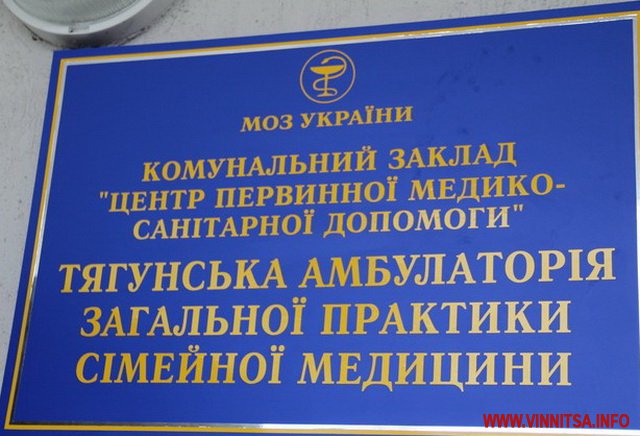 МОЗ УКРАЇНИ
КОМУНАЛЬНИЙ ЗАКЛАД
"ЦЕНТР ПЕРВИННОЇ МЕДИКО-
САНІТАРНОЇ ДОПОМОГИ"
ТЯГУНСЬКА АМБУЛАТОРІЯ
ЗАГАЛЬНОЇ ПРАКТИКИ
СІМЕЙНОЇ МЕДИЦИНИ
WWW.VINNITSA.INFO